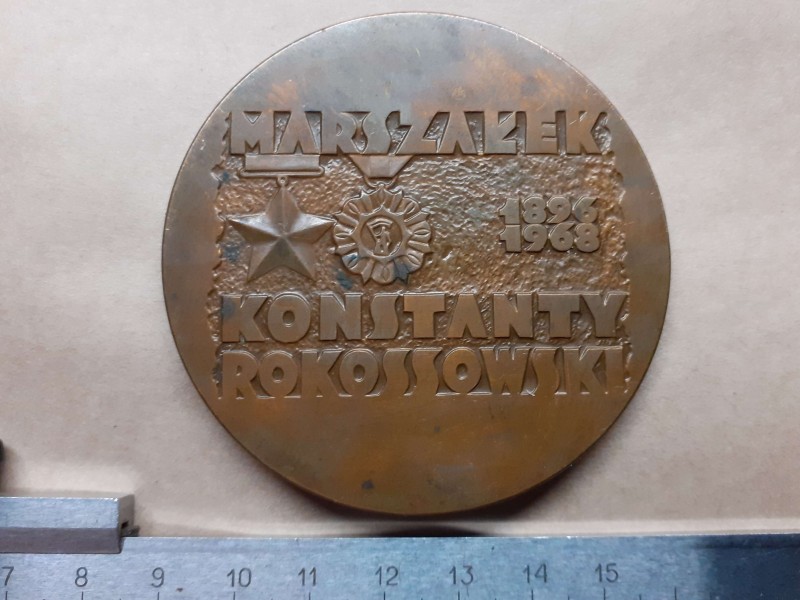 MARSZAŁEK
1896
1968
KONSTANTY
ROKOSSOWSKI
7 8 9 10 11 12 13 14 15